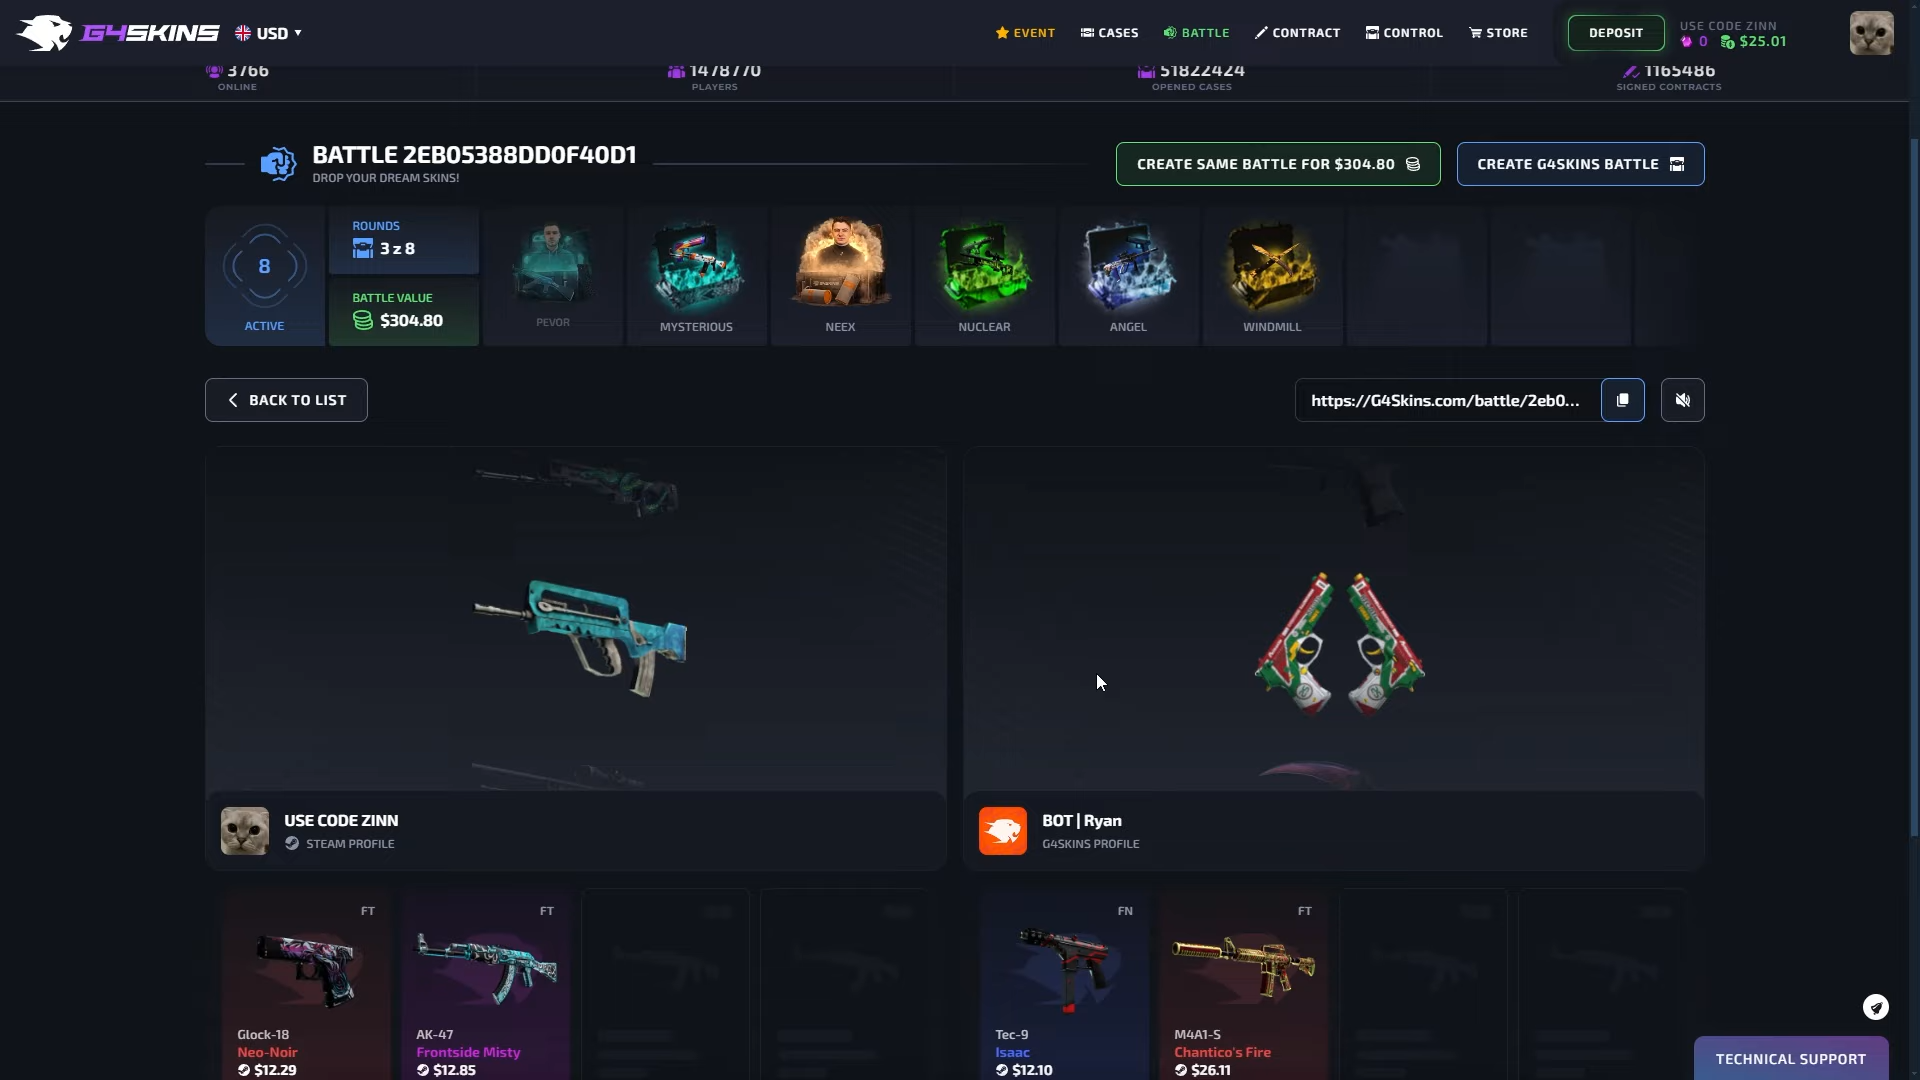 G4SKINS
USD
EVENT
CASES
BATTLE
CONTRACT
CONTROL
STORE
DEPOSIT
USE CODE ZINN
0 $25.01
3766
ONLINE
1478770
PLAYERS
51822424
OPENED CASES
1165486
SIGNED CONTRACTS
BATTLE 2EB05388DD0F40D1
DROP YOUR DREAM SKINS!
CREATE SAME BATTLE FOR $304.80
CREATE G4SKINS BATTLE
8
ACTIVE
ROUNDS
3 z 8
BATTLE VALUE
$304.80
PEVOR
MYSTERIOUS
NEEX
NUCLEAR
ANGEL
WINDMILL
BACK TO LIST
https://G4Skins.com/battle/2eb0...
USE CODE ZINN
STEAM PROFILE
BOT | Ryan
G4SKINS PROFILE
FT
Glock-18
Neo-Noir
$12.29
FT
AK-47
Frontside Misty
$12.85
FN
Tec-9
Isaac
$12.10
FT
M4A1-S
Chantico's Fire
$26.11
TECHNICAL SUPPORT